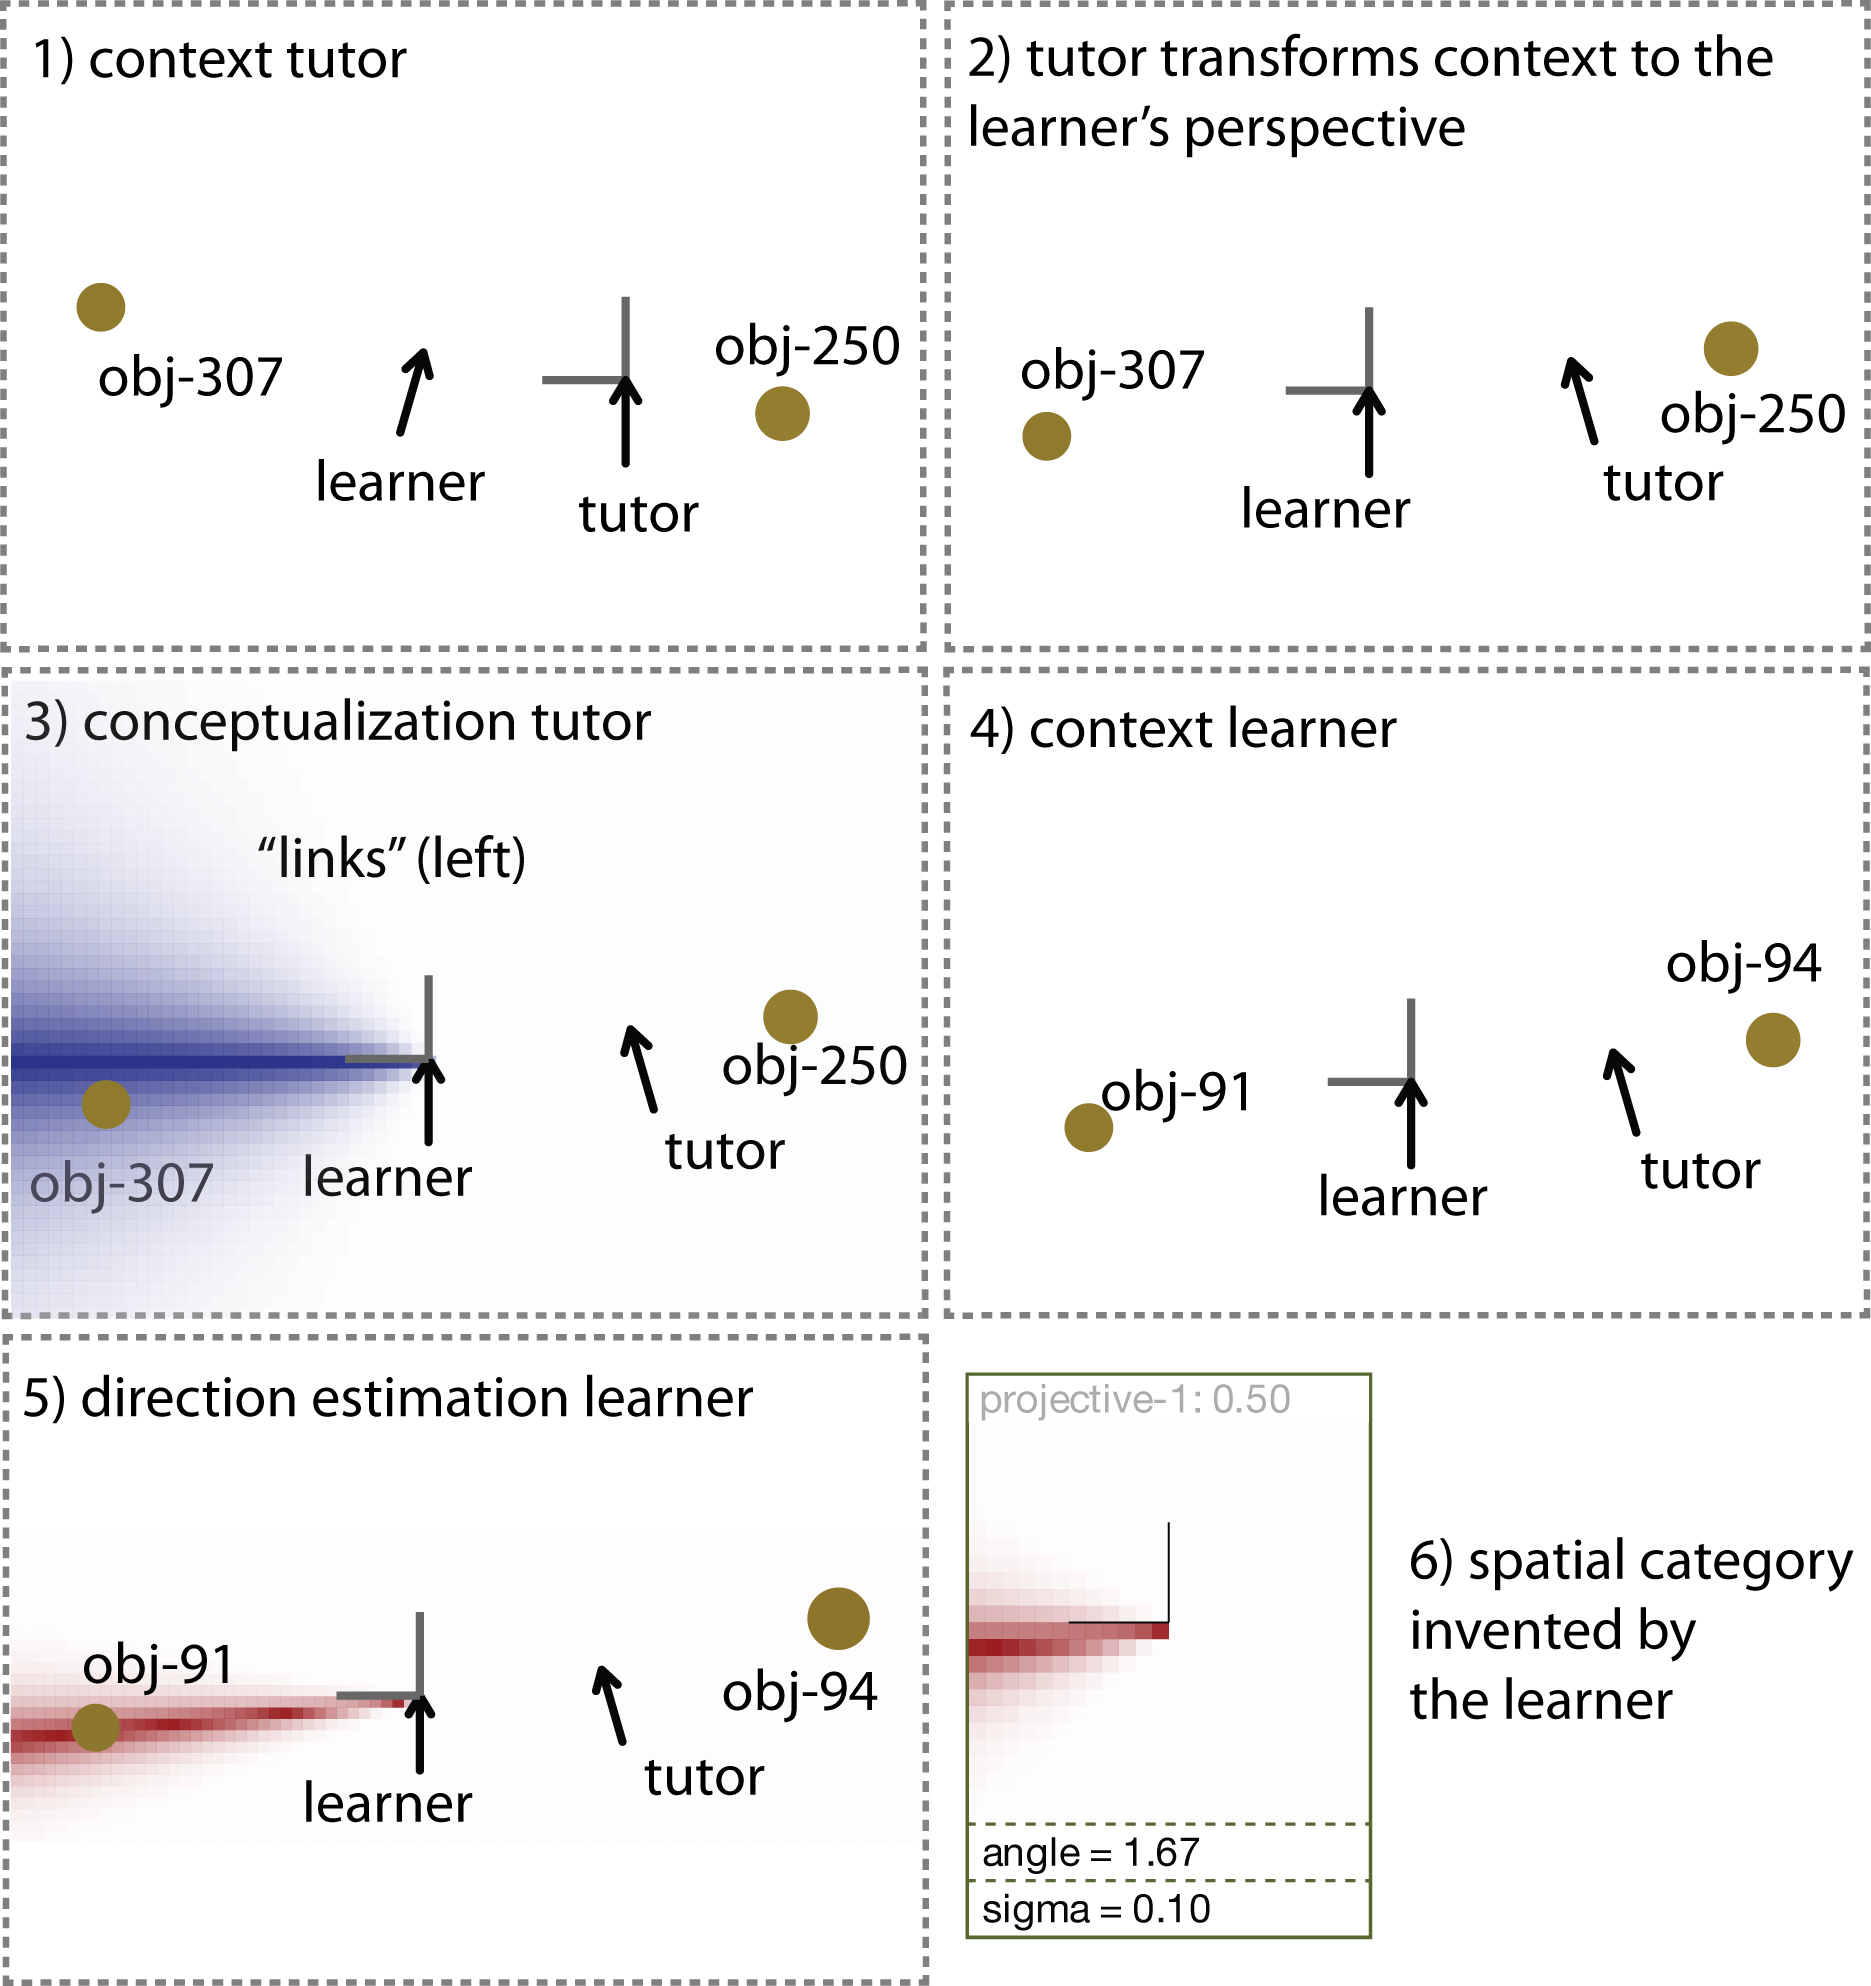 1) context tutor
obj-307
obj-250
learner
tutor
2) tutor transforms context to the
learner’s perspective
obj-307
obj-250
learner
tutor
3) conceptualization tutor
“links” (left)
obj-250
obj-307
learner
tutor
4) context learner
obj-94
obj-91
learner
tutor
5) direction estimation learner
obj-91
obj-94
learner
tutor
projective-1: 0.50
angle = 1.67
sigma = 0.10
6) spatial category
invented by
the learner